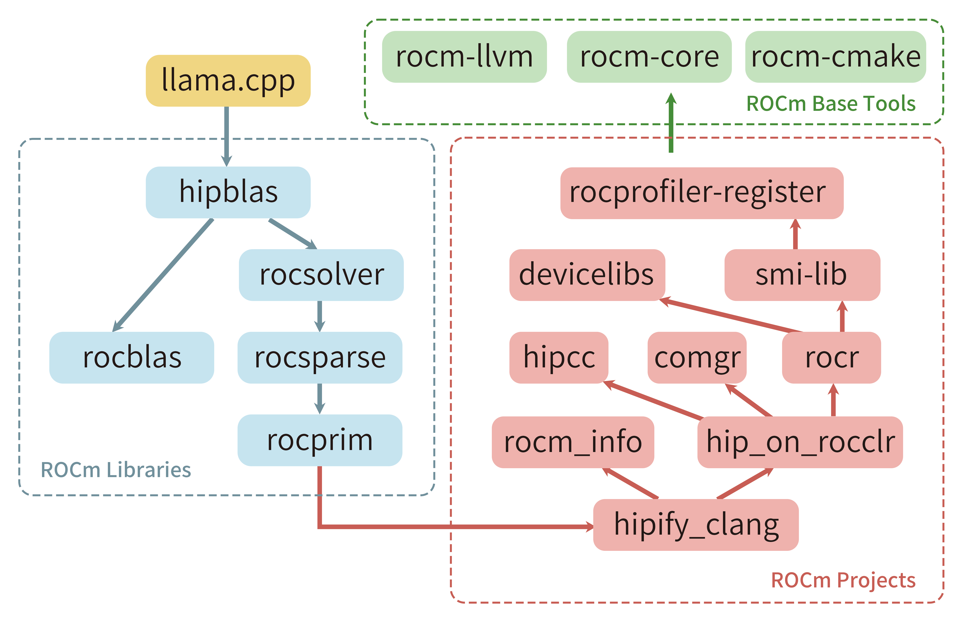 rocm-llvm
rocm-core
rocm-cmake
ROCm Base Tools
llama.cpp
hipblas
rocsolver
rocblas
rocsparse
rocprim
ROCm Libraries
rocprofiler-register
devicelibs
smi-lib
hipcc
comgr
rocr
rocm_info
hip_on_rocclr
hipify_clang
ROCm Projects